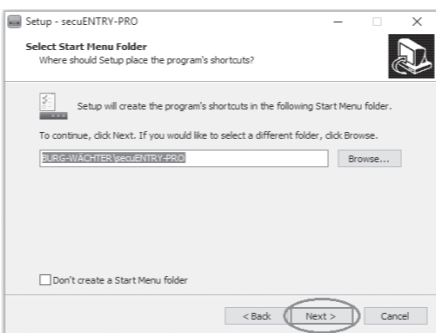 Setup - secuENTRY-PRO
Select Start Menu Folder
Where should Setup place the program's shortcuts?
Setup will create the program's shortcuts in the following Start Menu folder.
To continue, click Next. If you would like to select a different folder, click Browse.
BURG-WÄCHTER\secuENTRY-PRO
Browse...
Don't create a Start Menu folder
< Back
Next >
Cancel